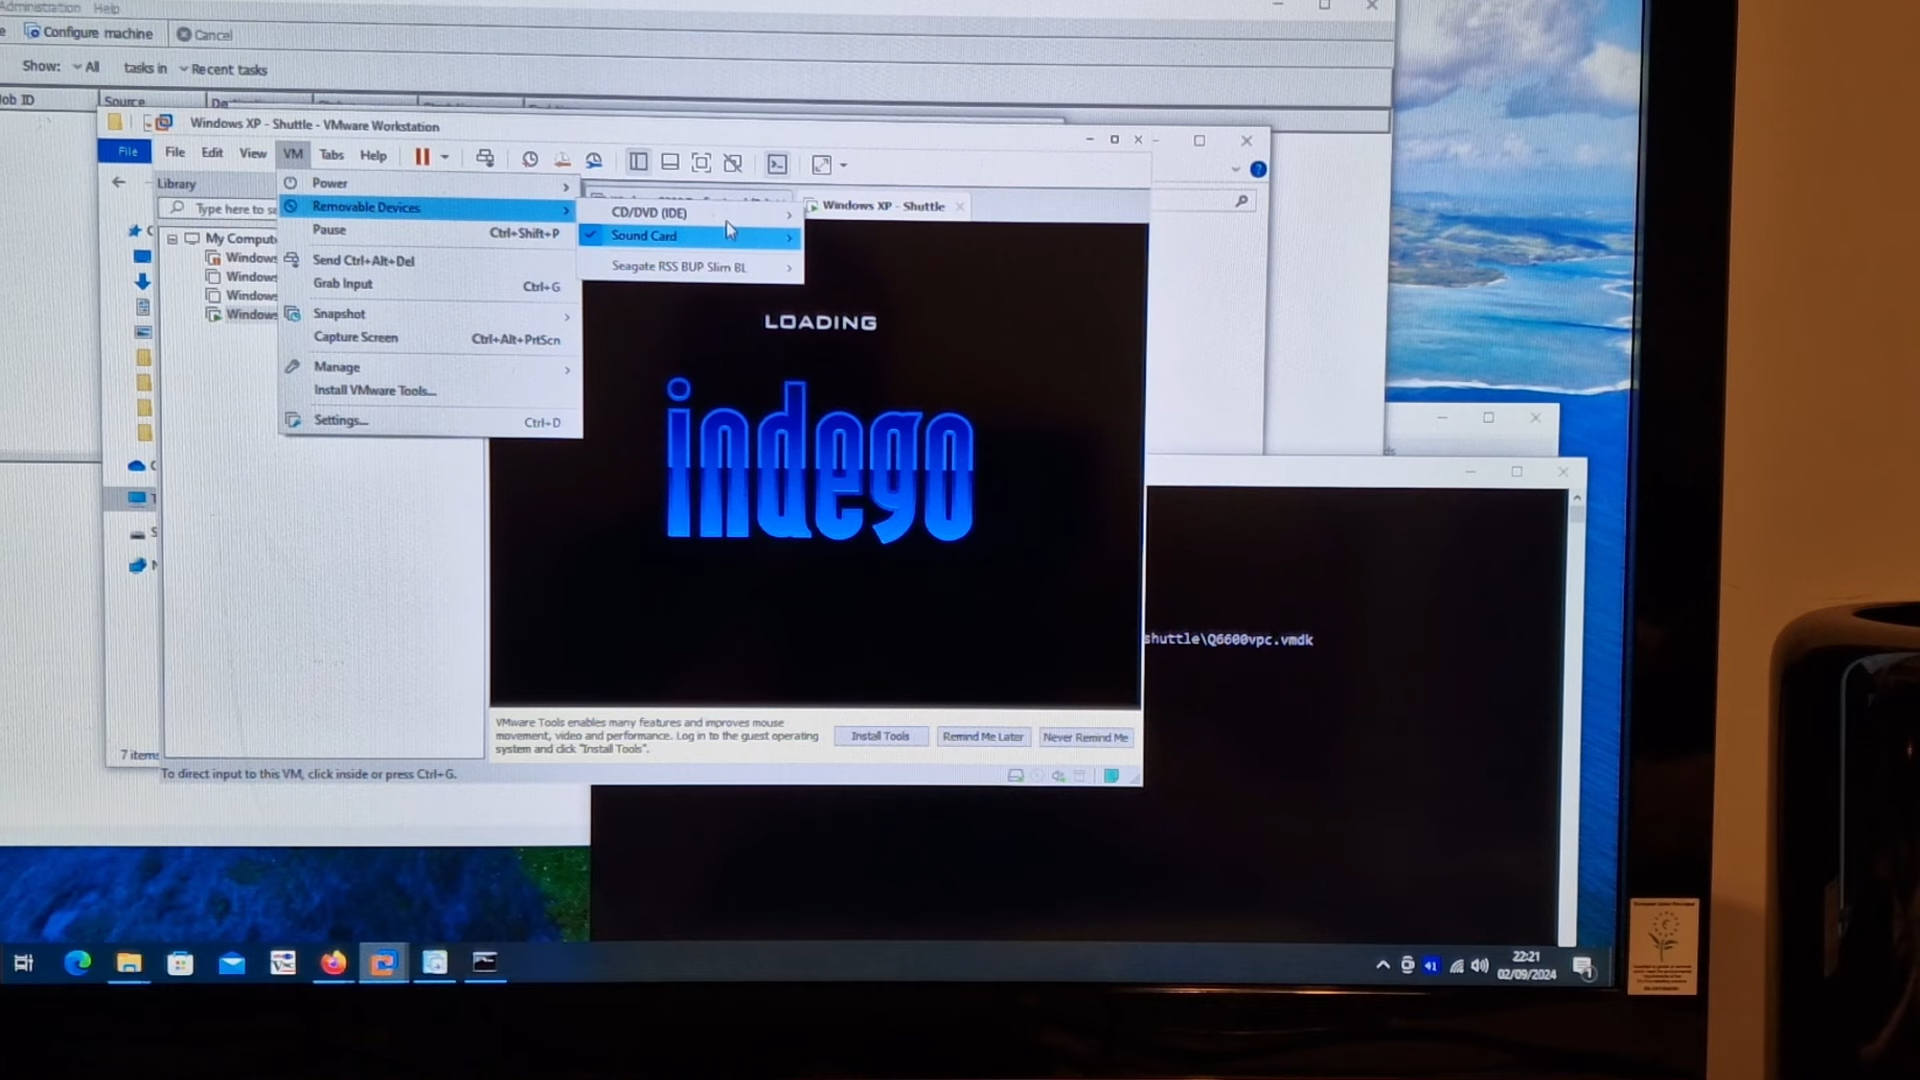 Administration Help
Configure machine Cancel
Show: All tasks in Recent tasks
Job ID Source
Windows XP - Shuttle - VMware Workstation
File
File Edit View VM Tabs Help
Library
Type here to se
My Comput
Windows
Windows
Windows
Windows
Power
Removable Devices
Pause Ctrl+Shift+P
Send Ctrl+Alt+Del
Grab Input Ctrl+G
Snapshot
Capture Screen Ctrl+Alt+PrtScn
Manage
Install VMware Tools...
Settings... Ctrl+D
CD/DVD (IDE)
Sound Card
Seagate RSS BUP Slim BL
Windows XP - Shuttle
LOADING
indego
shuttle\Q6600vpc.vmdk
VMware Tools enables many features and improves mouse
movement, video and performance. Log in to the guest operating
system and click "Install Tools".
Install Tools Remind Me Later Never Remind Me
7 items
To direct input to this VM, click inside or press Ctrl+G.
22:21
02/09/2024